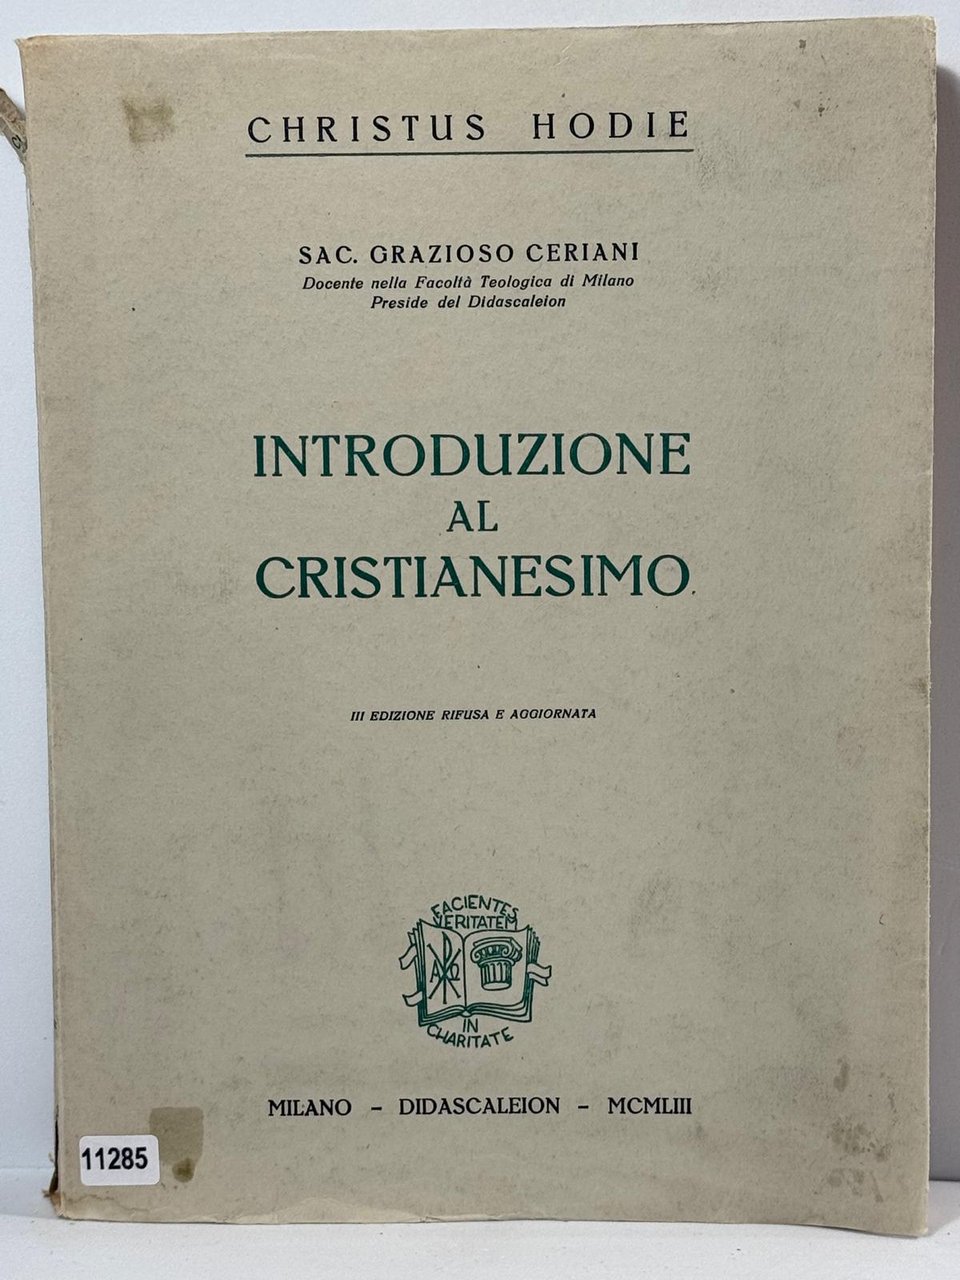 CHRISTUS HODIE
SAC. GRAZIOSO CERIANI
Docente nella Facoltà Teologica di Milano
Preside del Didascaleion
INTRODUZIONE
AL
CRISTIANESIMO
III EDIZIONE RIFUSA E AGGIORNATA
FACIENTES
VERITATEM
A Ω
IN
CHARITATE
MILANO - DIDASCALEION - MCMLIII
11285